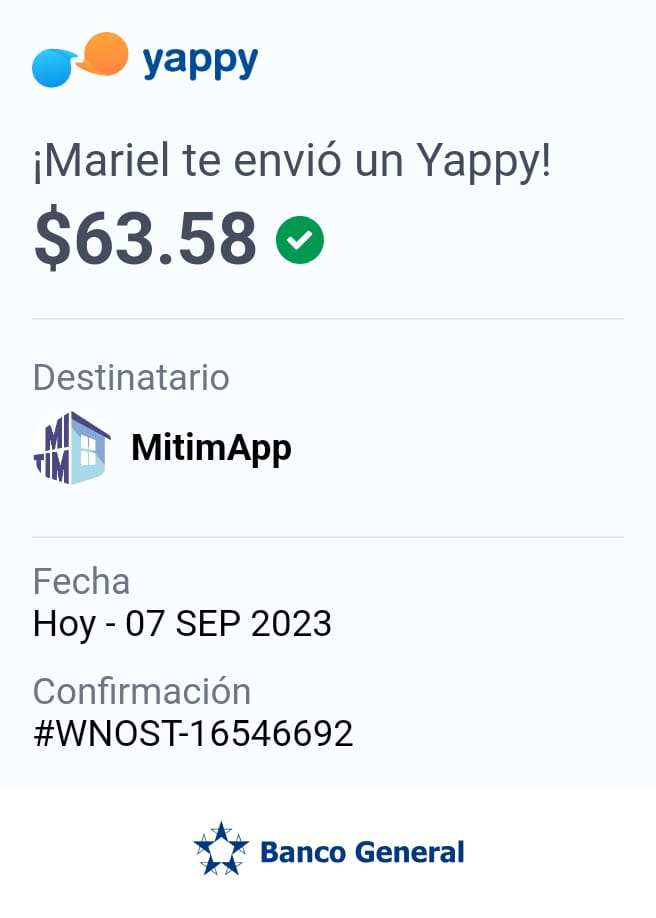 yappy
¡Mariel te envió un Yappy!
$63.58
Destinatario
MI
TIM
MitimApp
Fecha
Hoy - 07 SEP 2023
Confirmación
#WNOST-16546692
Banco General